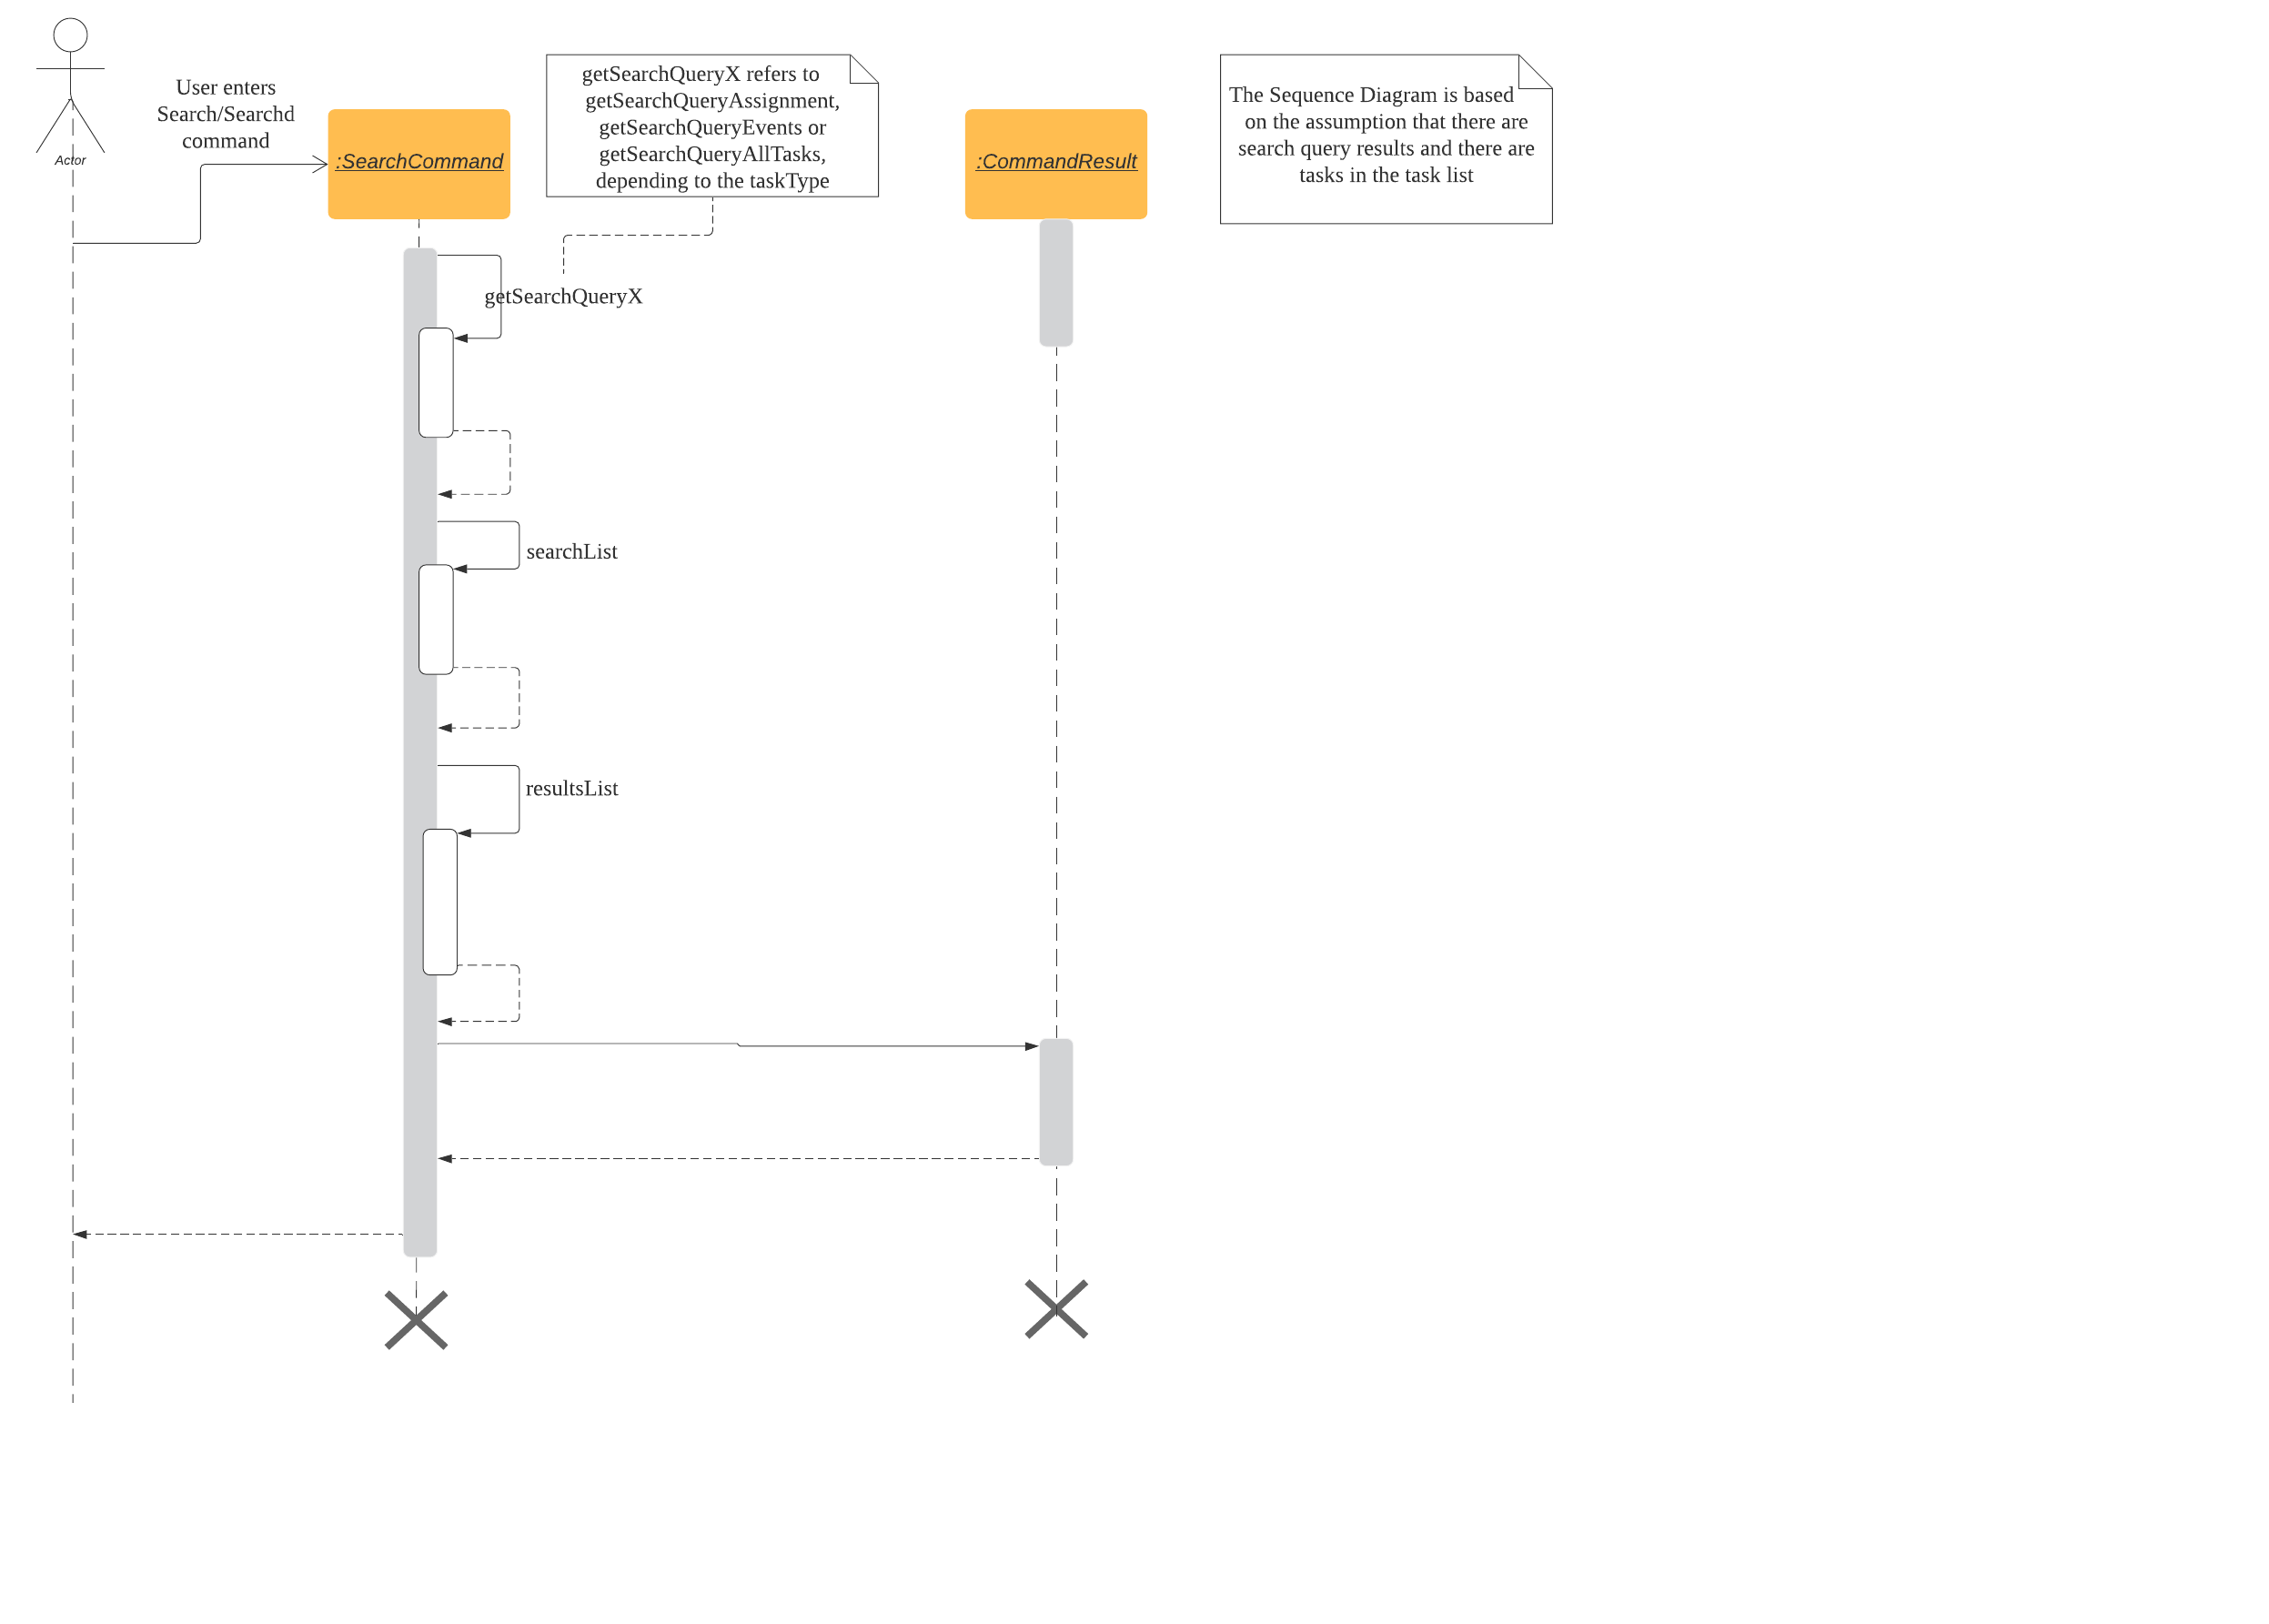 Actor
User enters
Search/Searchd
command
:SearchCommand
getSearchQueryX refers to
getSearchQueryAssignment,
getSearchQueryEvents or
getSearchQueryAllTasks,
depending to the taskType
:CommandResult
The Sequence Diagram is based
on the assumption that there are
search query results and there are
tasks in the task list
getSearchQueryX
searchList
resultsList